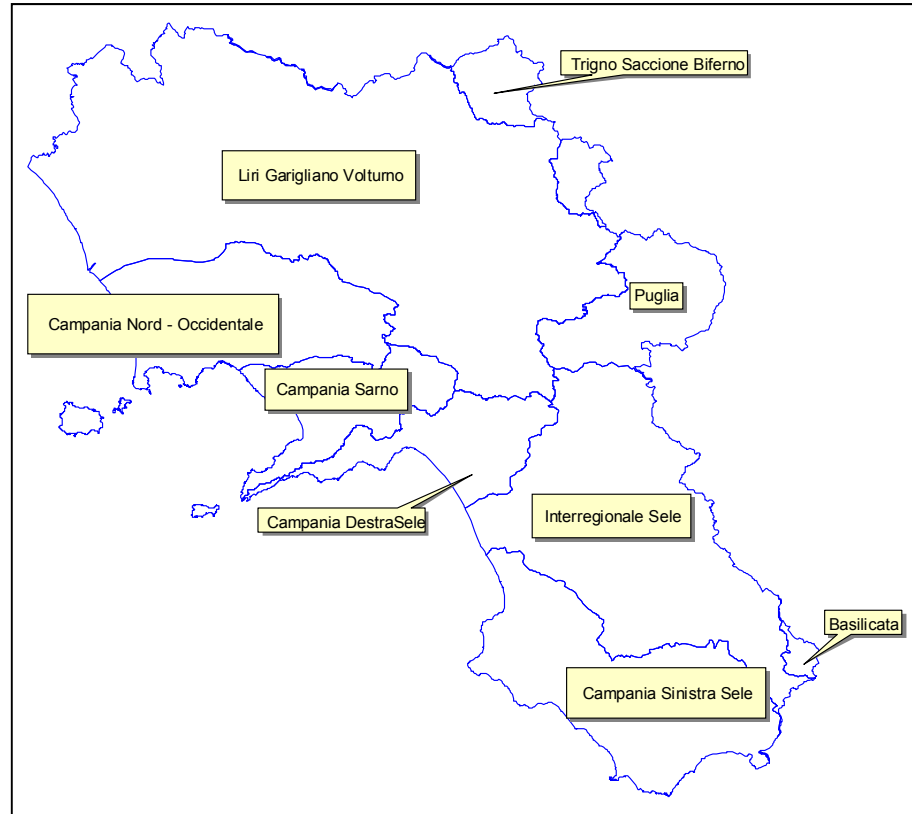 Trigno Saccione Biferno
Liri Garigliano Volturno
Puglia
Campania Nord - Occidentale
Campania Sarno
Campania DestraSele
Interregionale Sele
Basilicata
Campania Sinistra Sele